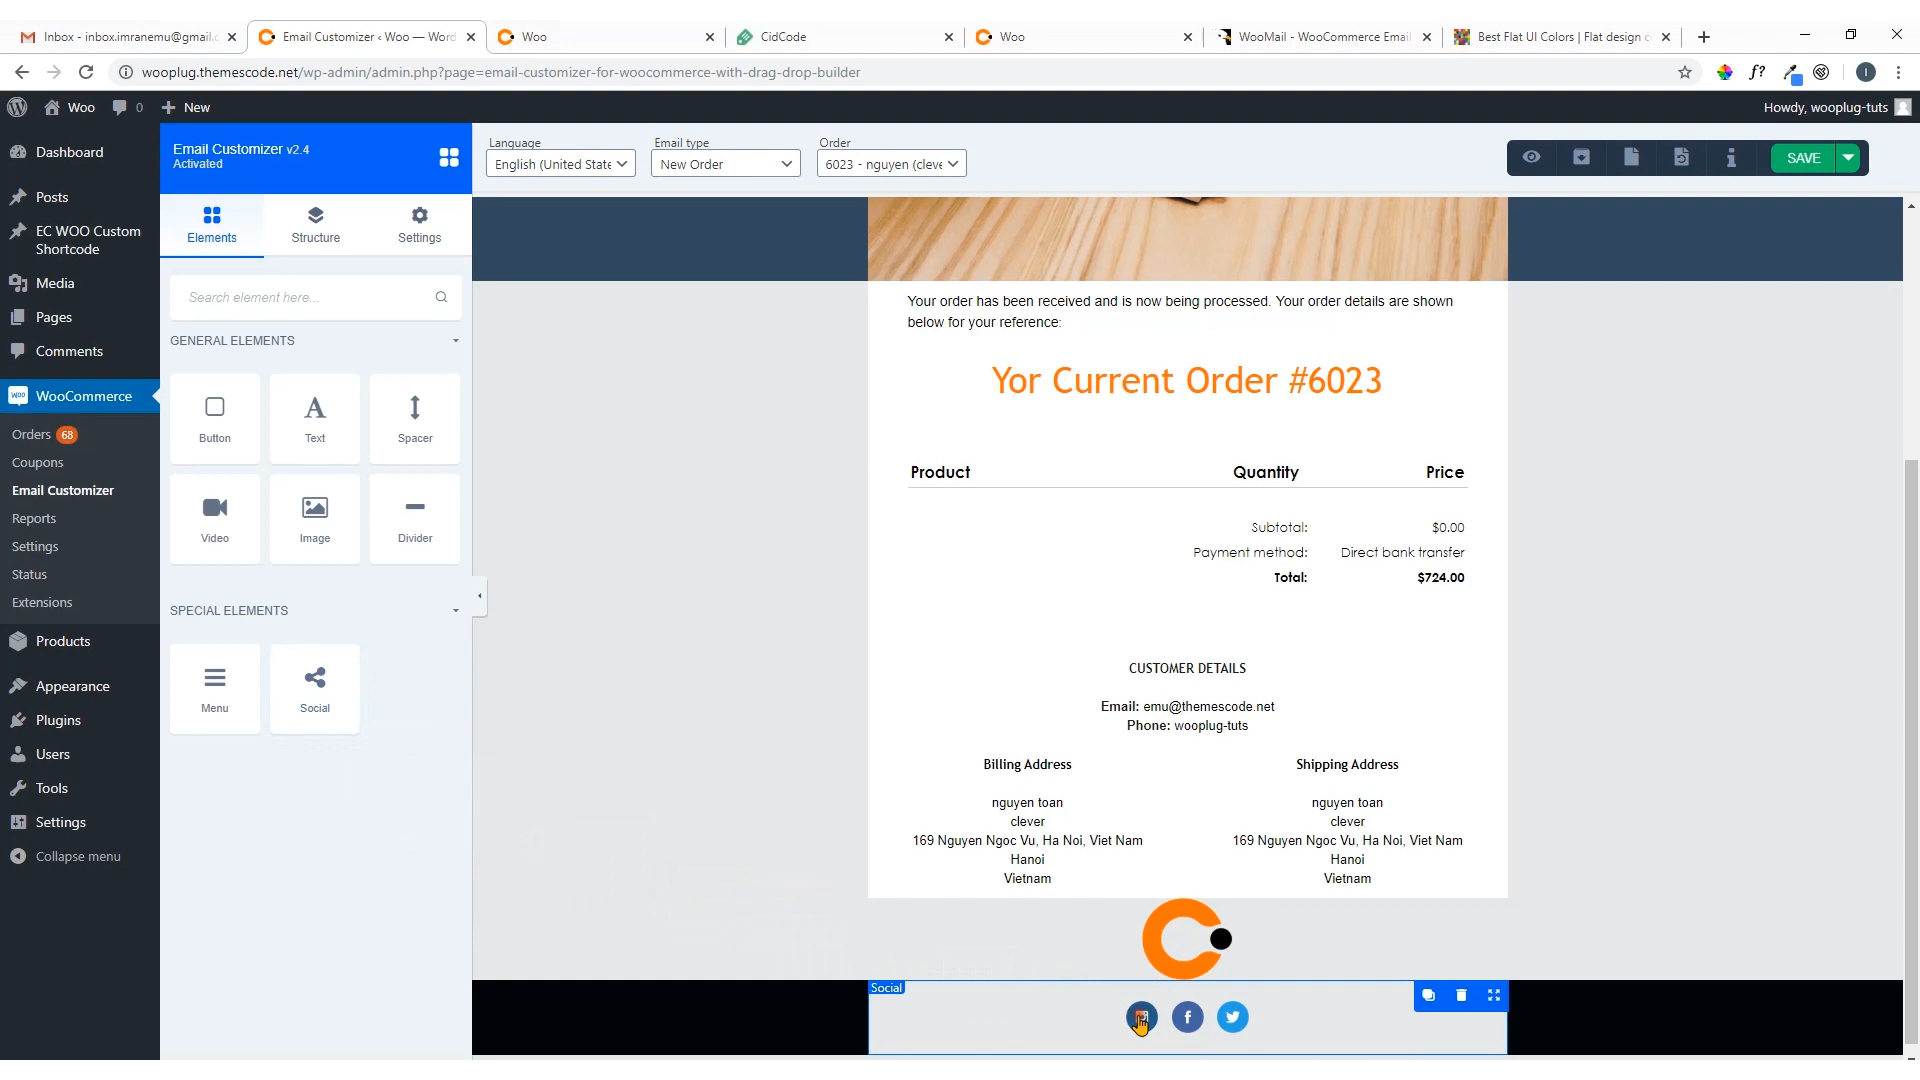 Inbox - inbox.imranemu@gmail.c
Email Customizer ‹ Woo — Word
Woo
CidCode
Woo
WooMail - WooCommerce Email
Best Flat UI Colors | Flat design c
wooplug.themescode.net/wp-admin/admin.php?page=email-customizer-for-woocommerce-with-drag-drop-builder
f?
I
Woo
0
New
Howdy, wooplug-tuts
Dashboard
Posts
EC WOO Custom
Shortcode
Media
Pages
Comments
WooCommerce
Orders 68
Coupons
Email Customizer
Reports
Settings
Status
Extensions
Products
Appearance
Plugins
Users
Tools
Settings
Collapse menu
Email Customizer v2.4
Activated
Elements
Structure
Settings
Search element here...
GENERAL ELEMENTS
Button
Text
Spacer
Video
Image
Divider
SPECIAL ELEMENTS
Menu
Social
Language
English (United State
Email type
New Order
Order
6023 - nguyen (cleve
SAVE
Your order has been received and is now being processed. Your order details are shown
below for your reference:
Yor Current Order #6023
Product Quantity Price
Subtotal: $0.00
Payment method: Direct bank transfer
Total: $724.00
CUSTOMER DETAILS
Email: emu@themescode.net
Phone: wooplug-tuts
Billing Address
nguyen toan
clever
169 Nguyen Ngoc Vu, Ha Noi, Viet Nam
Hanoi
Vietnam
Shipping Address
nguyen toan
clever
169 Nguyen Ngoc Vu, Ha Noi, Viet Nam
Hanoi
Vietnam
Social